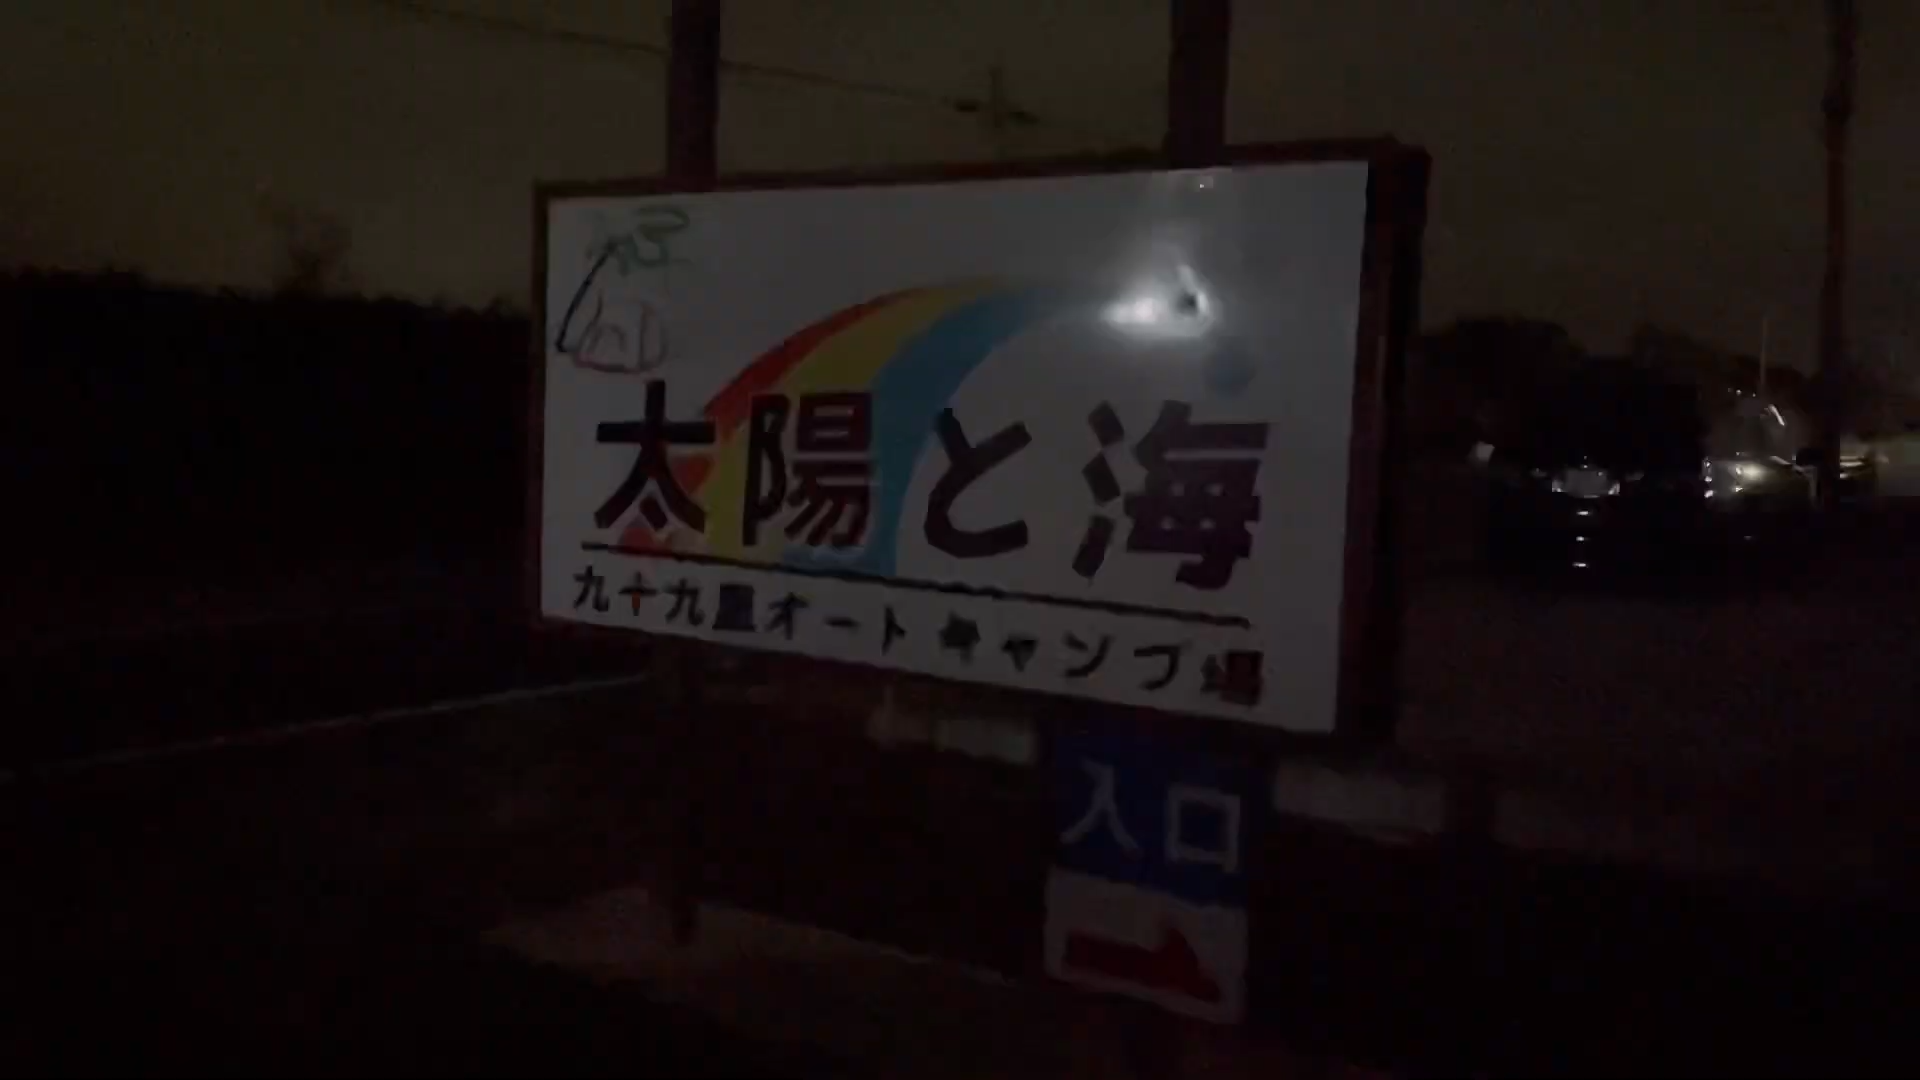 太陽と海
九十九里オートキャンプ場
入口